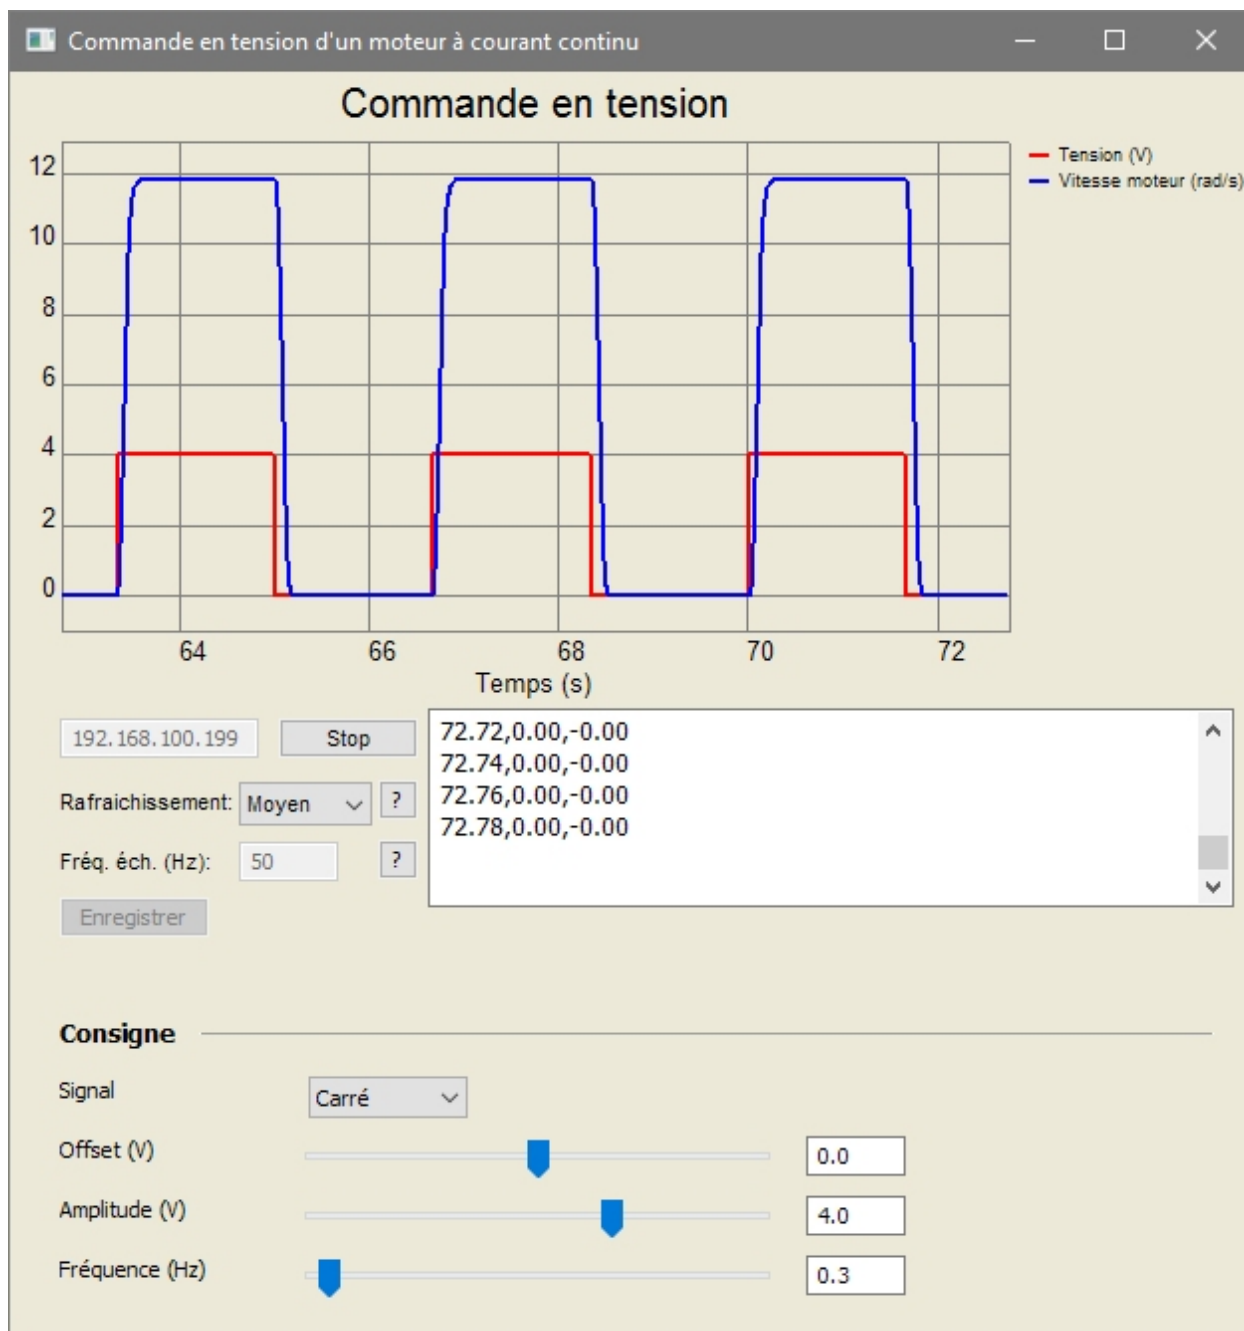 Commande en tension d'un moteur à courant continu
Commande en tension
12
10
8
6
4
2
0
Tension (V)
Vitesse moteur (rad/s)
64 66 68 70 72
Temps (s)
192.168.100.199 Stop
Rafraichissement: Moyen ?
Fréq. éch. (Hz): 50 ?
Enregistrer
72.72,0.00,-0.00
72.74,0.00,-0.00
72.76,0.00,-0.00
72.78,0.00,-0.00
Consigne
Signal Carré
Offset (V) 0.0
Amplitude (V) 4.0
Fréquence (Hz) 0.3